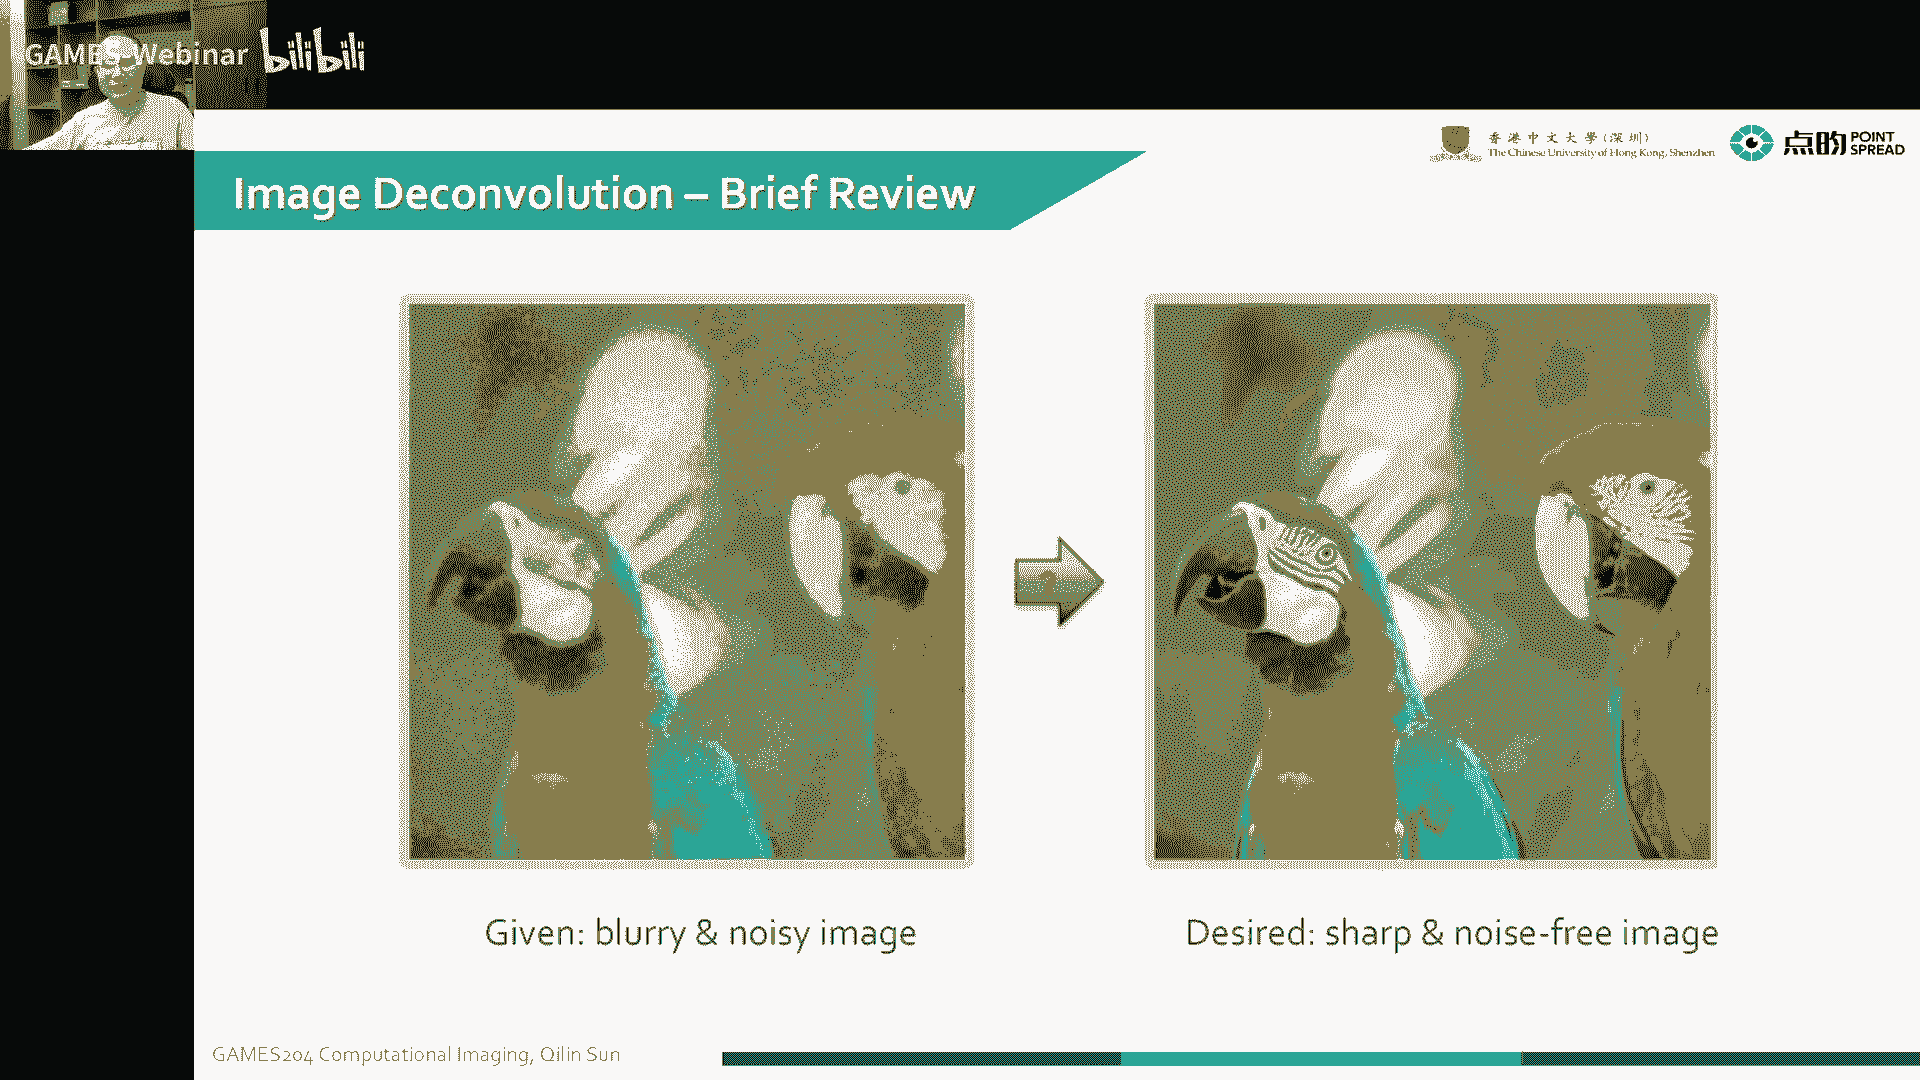 GAMES-Webinar bilibili
香港中文大學(深圳)
The Chinese University of Hong Kong, Shenzhen
点昀 POINT SPREAD
Image Deconvolution – Brief Review
Given: blurry & noisy image
Desired: sharp & noise-free image
GAMES204 Computational Imaging, Qilin Sun